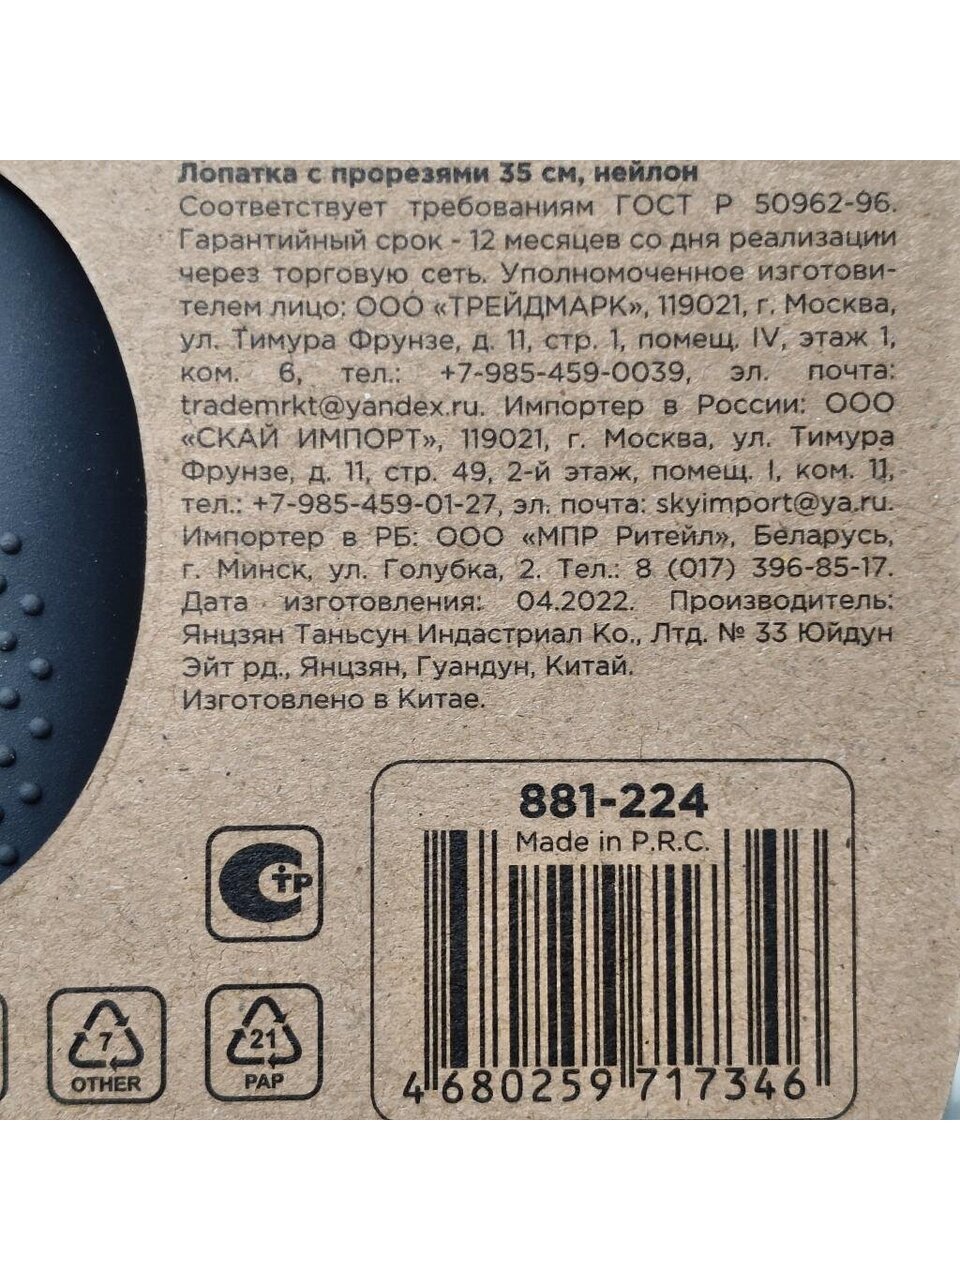 Лопатка с прорезями 35 см, нейлон
Соответствует требованиям ГОСТ Р 50962-96.
Гарантийный срок - 12 месяцев со дня реализации
через торговую сеть. Уполномоченное изготови-
телем лицо: ООО «ТРЕЙДМАРК», 119021, г. Москва,
ул. Тимура Фрунзе, д. 11, стр. 1, помещ. IV, этаж 1,
ком. 6, тел.: +7-985-459-0039, эл. почта:
trademrkt@yandex.ru. Импортер в России: ООО
«СКАЙ ИМПОРТ», 119021, г. Москва, ул. Тимура
Фрунзе, д. 11, стр. 49, 2-й этаж, помещ. I, ком. 11,
тел.: +7-985-459-01-27, эл. почта: skyimport@ya.ru.
Импортер в РБ: ООО «МПР Ритейл», Беларусь,
г. Минск, ул. Голубка, 2. Тел.: 8 (017) 396-85-17.
Дата изготовления: 04.2022. Производитель:
Янцзян Таньсун Индастриал Ко., Лтд. № 33 Юйдун
Эйт рд., Янцзян, Гуандун, Китай.
Изготовлено в Китае.
881-224
Made in P.R.C.
4 680259 717346
СТР
7
OTHER
21
PAP